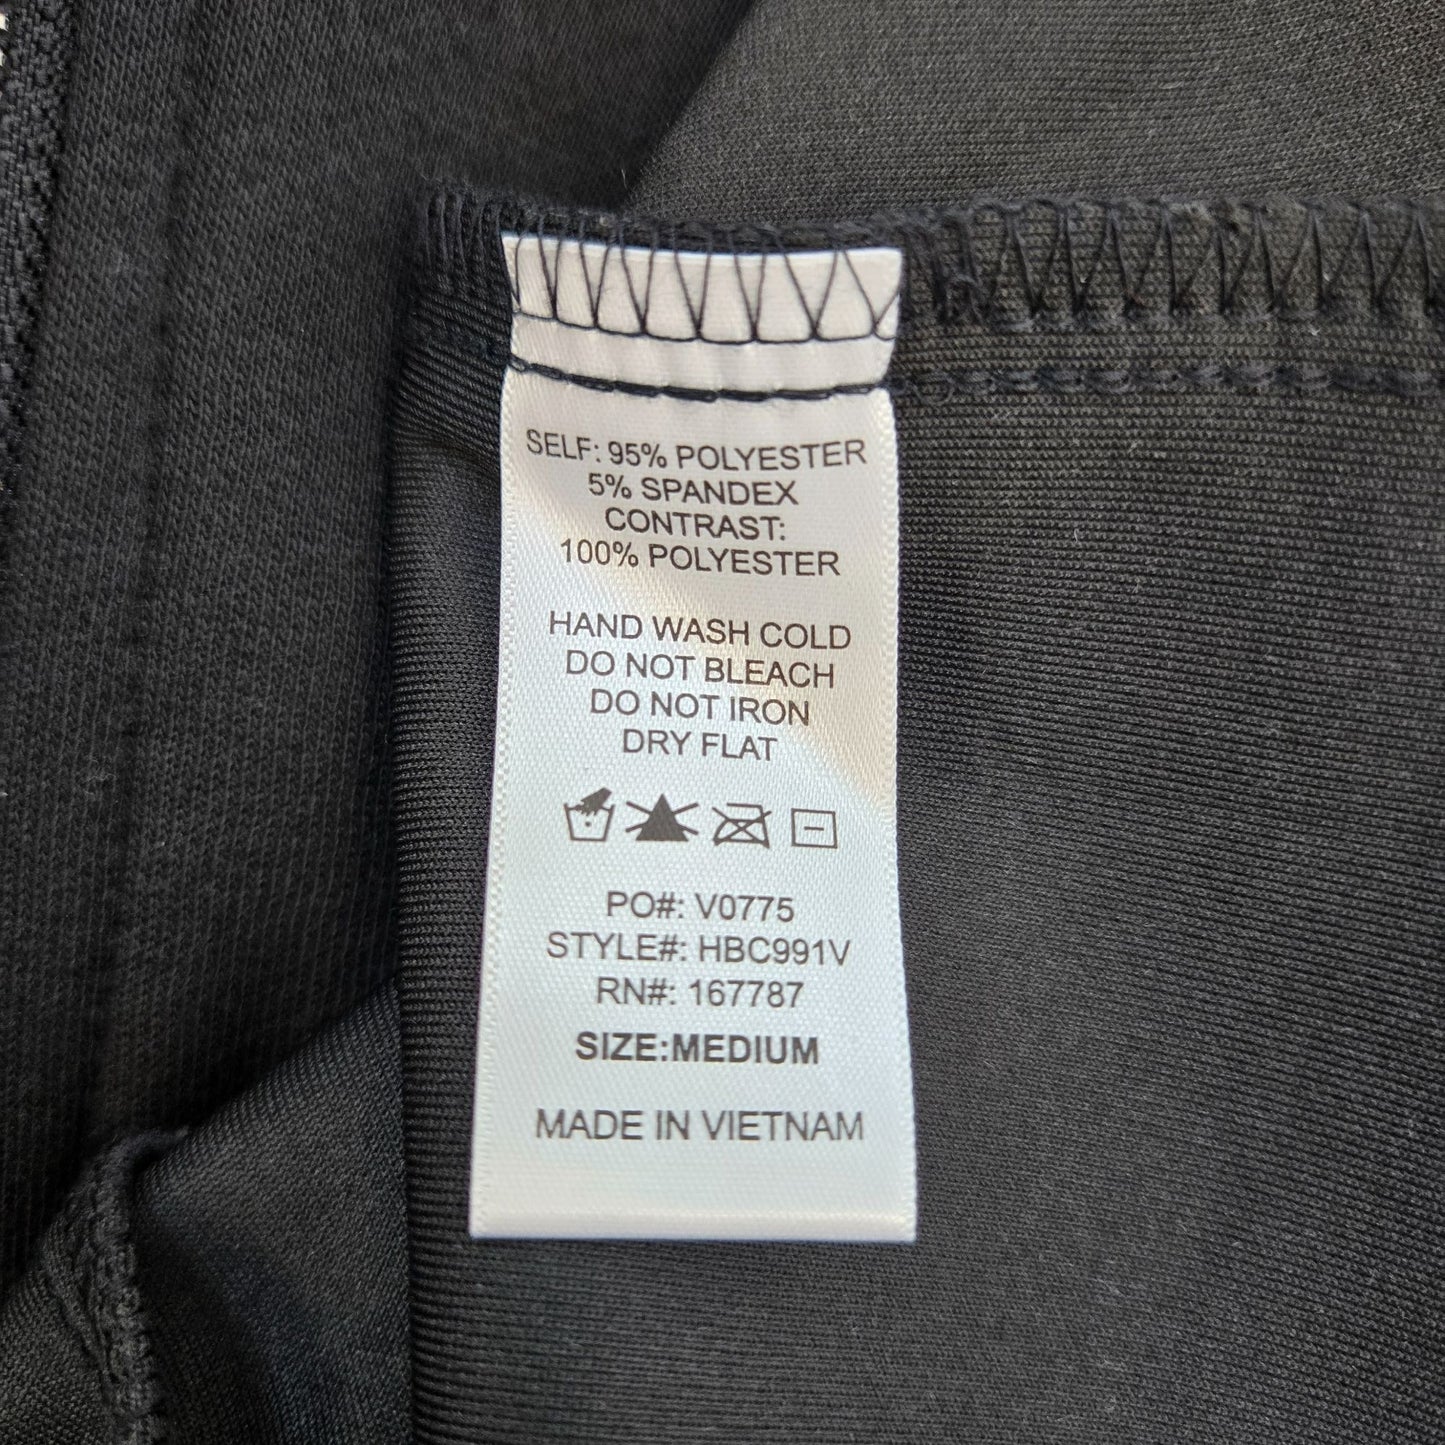 SELF: 95% POLYESTER
5% SPANDEX
CONTRAST:
100% POLYESTER
HAND WASH COLD
DO NOT BLEACH
DO NOT IRON
DRY FLAT
PO#: V0775
STYLE#: HBC991V
RN#: 167787
SIZE:MEDIUM
MADE IN VIETNAM